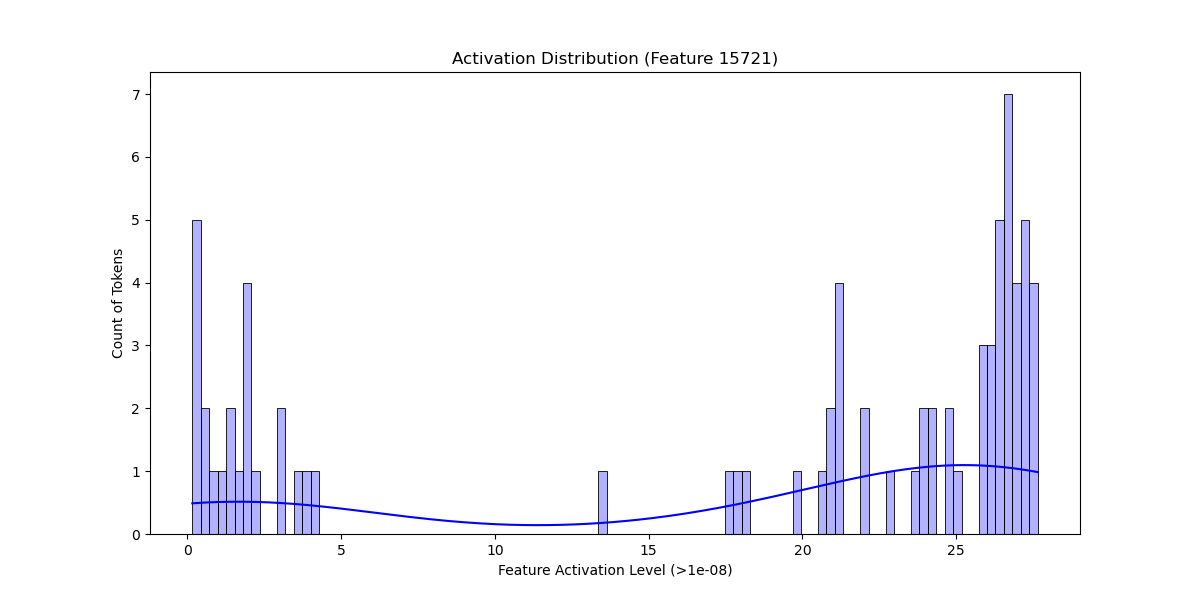 Activation Distribution (Feature 15721)
7
6
5
4
3
2
1
0
Count of Tokens
0 5 10 15 20 25
Feature Activation Level (>1e-08)